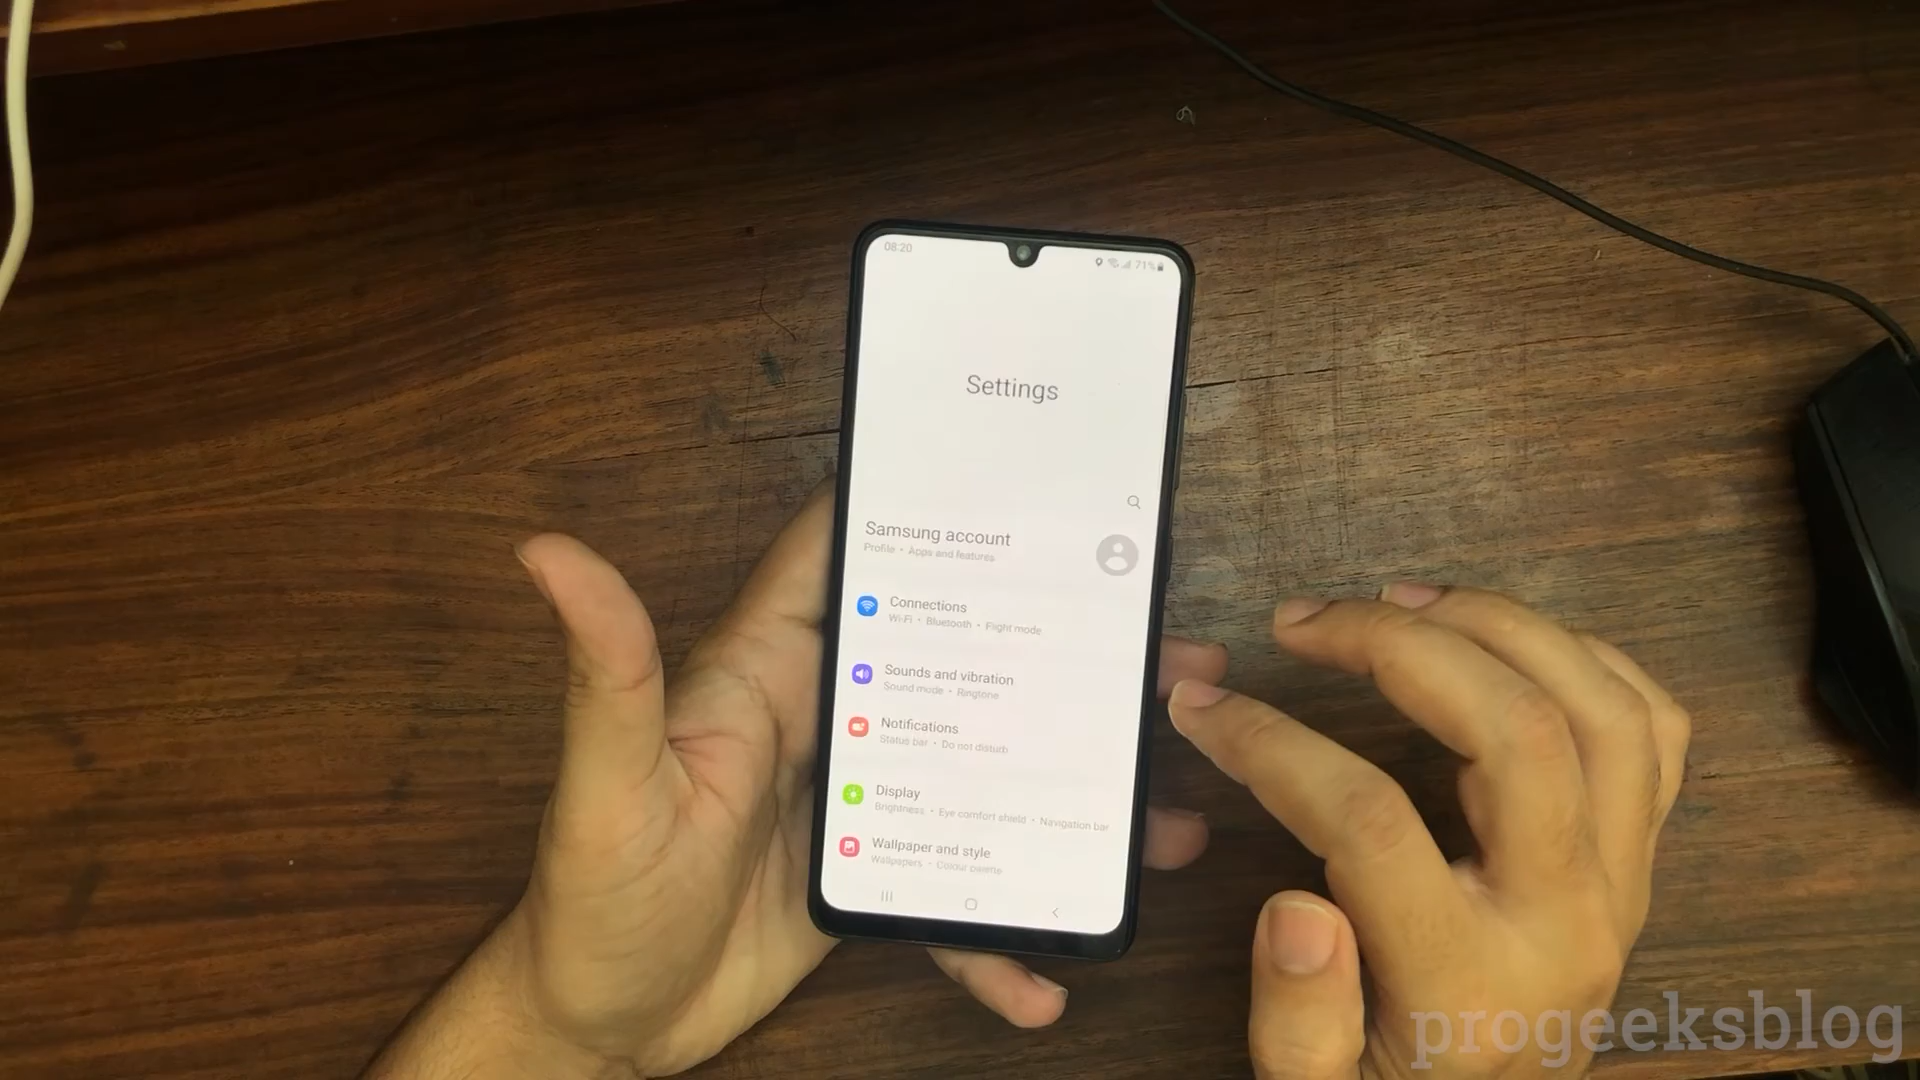 08:20
71%
Settings
Samsung account
Profile • Apps and features
Connections
Wi-Fi • Bluetooth • Flight mode
Sounds and vibration
Sound mode • Ringtone
Notifications
Status bar • Do not disturb
Display
Brightness • Eye comfort shield • Navigation bar
Wallpaper and style
Wallpapers • Colour palette
progeeksblog